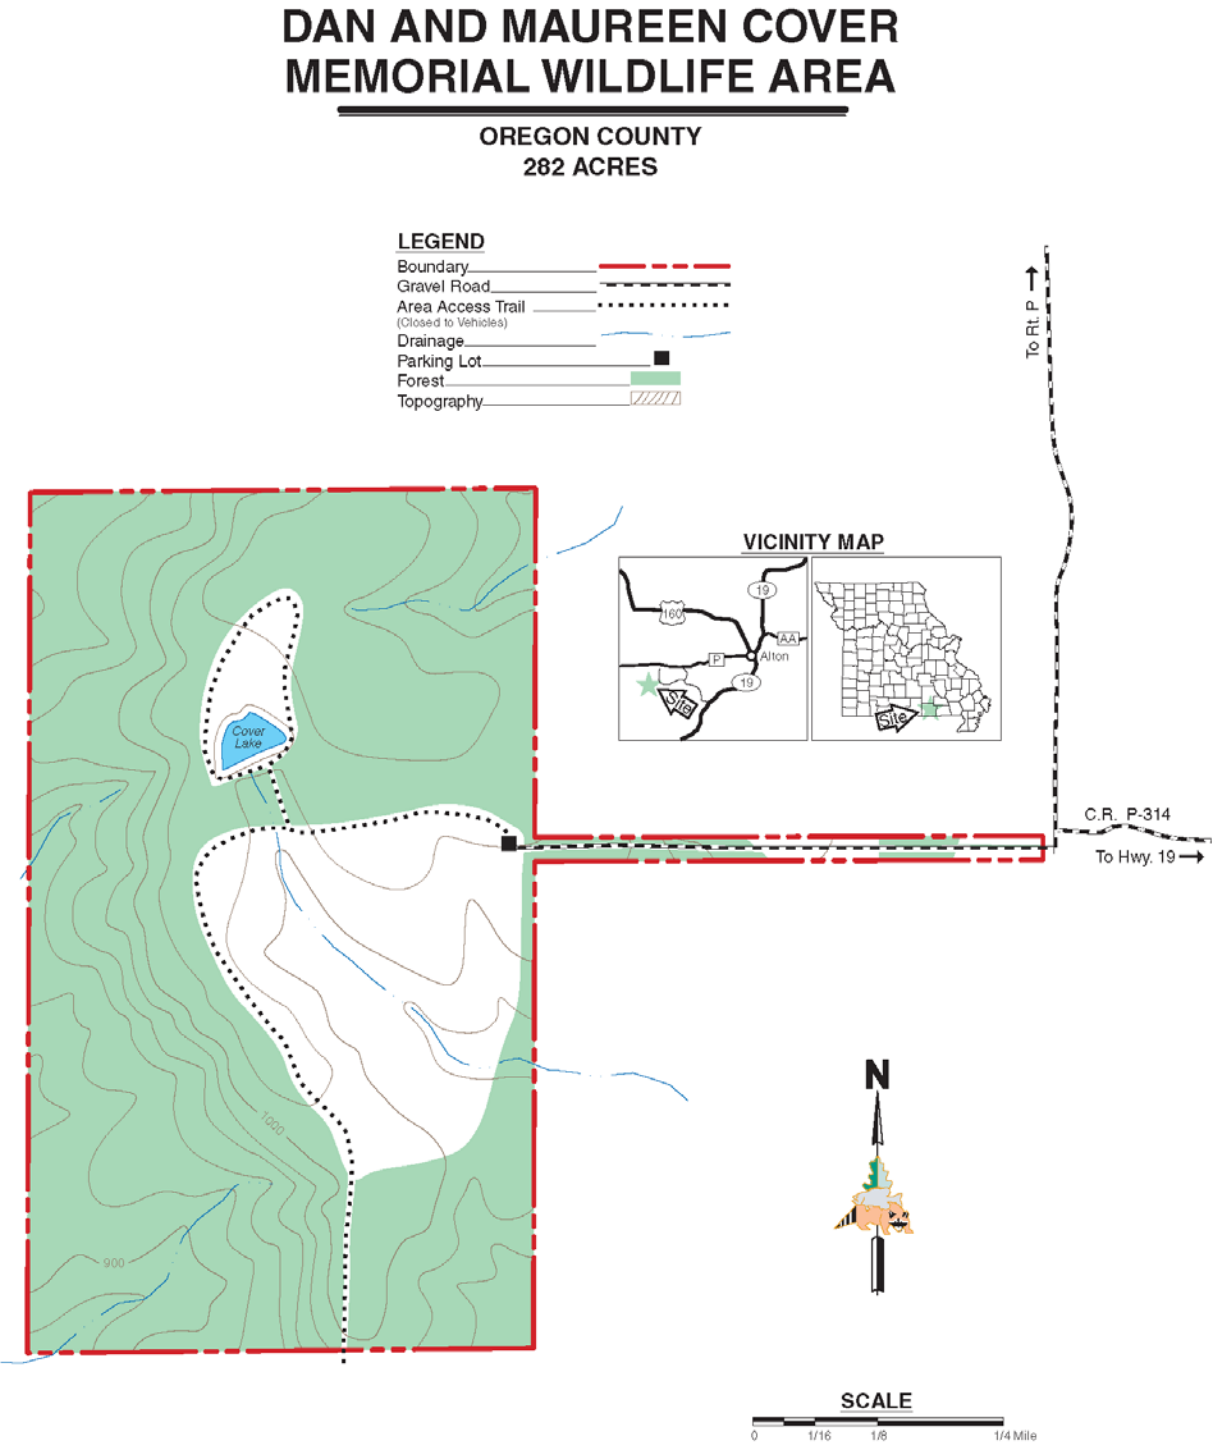 DAN AND MAUREEN COVER
MEMORIAL WILDLIFE AREA
OREGON COUNTY
282 ACRES
LEGEND
Boundary
Gravel Road
Area Access Trail
(Closed to Vehicles)
Drainage
Parking Lot
Forest
Topography
To Rt. P
VICINITY MAP
19
160
AA
P
Alton
19
Site
Site
Cover
Lake
C.R. P-314
To Hwy. 19
N
1000
900
SCALE
0 1/16 1/8 1/4 Mile